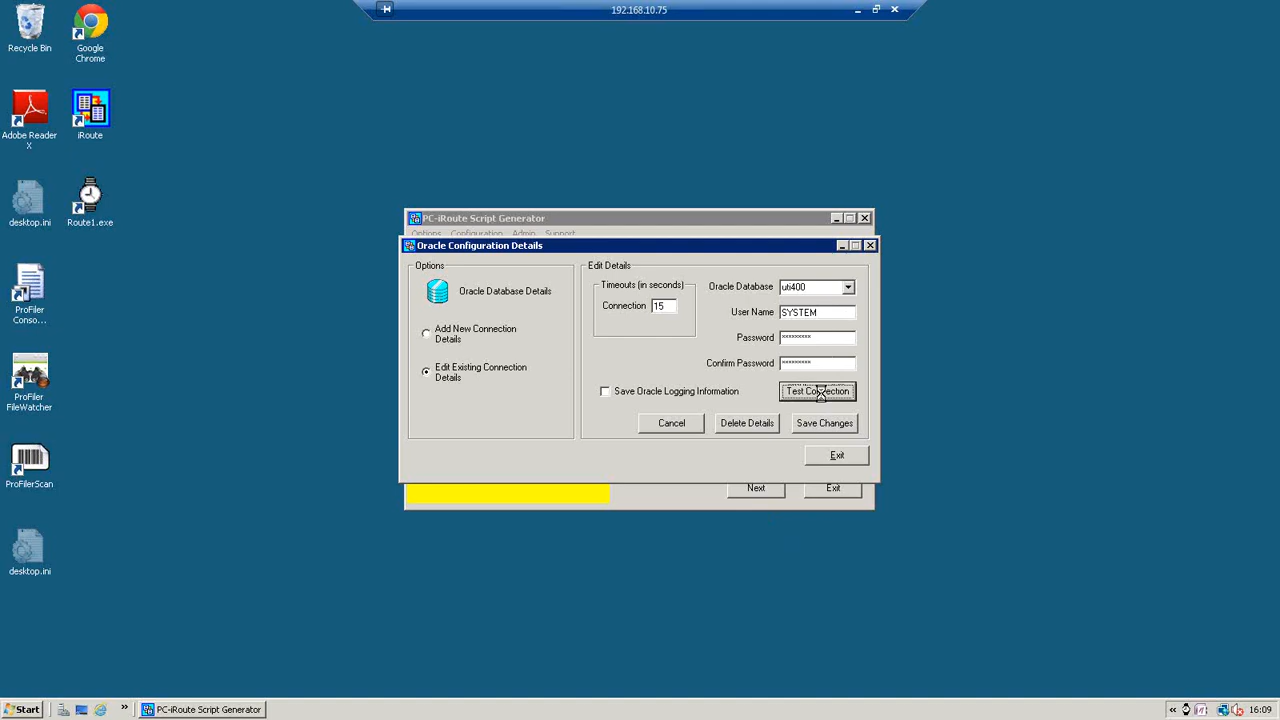 192.168.10.75
Recycle Bin
Google
Chrome
Adobe Reader
X
iRoute
desktop.ini
Route1.exe
ProFiler
Conso...
ProFiler
FileWatcher
ProFilerScan
desktop.ini
PC-iRoute Script Generator
Options Configuration Admin Support
Oracle Configuration Details
Options
Oracle Database Details
Add New Connection
Details
Edit Existing Connection
Details
Edit Details
Timeouts (in seconds)
Connection 15
Oracle Database uti400
User Name SYSTEM
Password *********
Confirm Password *********
Save Oracle Logging Information
Test Connection
Cancel
Delete Details
Save Changes
Exit
Next
Exit
Start
PC-iRoute Script Generator
16:09